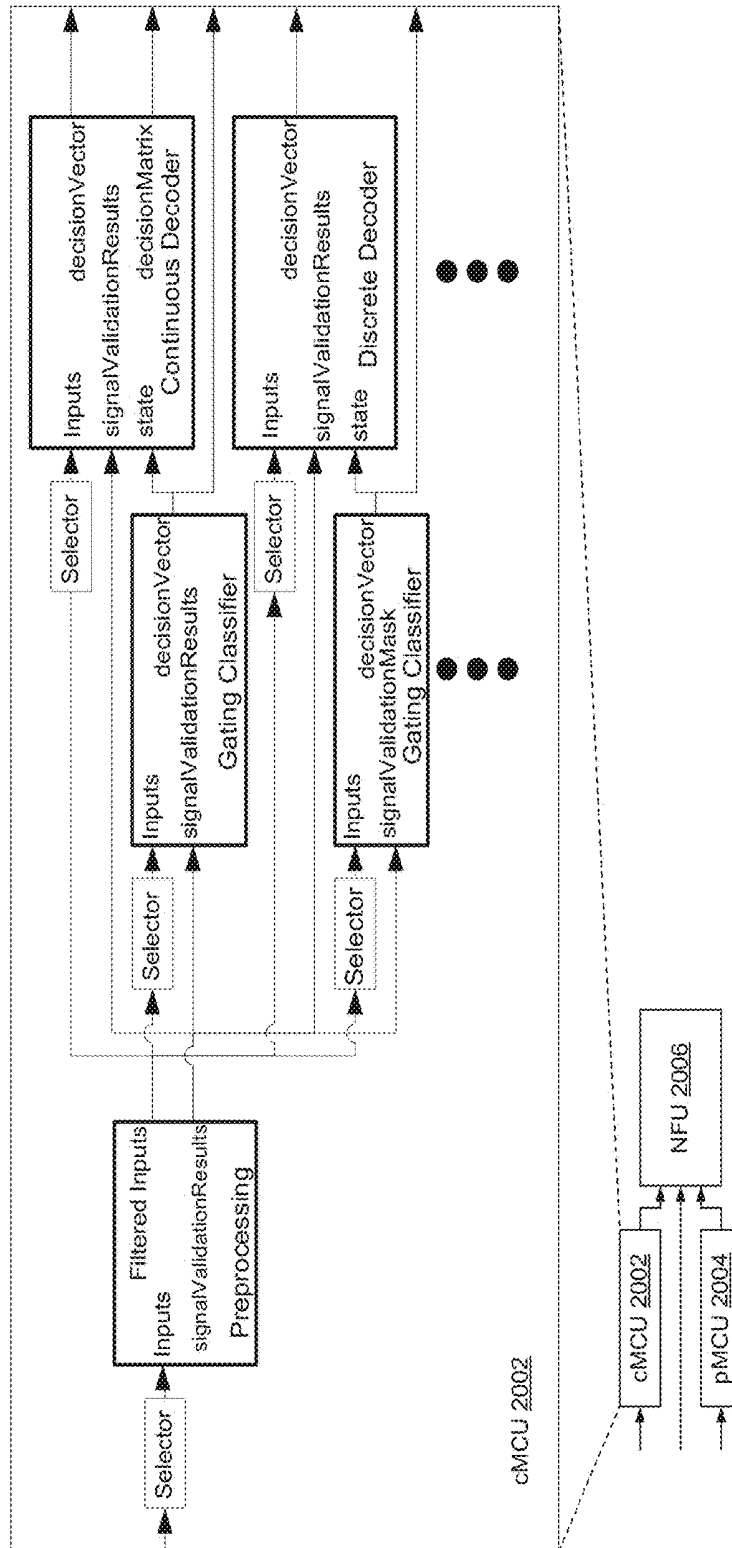 Selector
Inputs
Filtered Inputs
signalValidationResults
Preprocessing
Selector
Inputs
decisionVector
signalValidationResults
Gating Classifier
Selector
Inputs
decisionVector
signalValidationResults
state
decisionMatrix
Continuous Decoder
Selector
Inputs
decisionVector
signalValidationMask
Gating Classifier
Selector
Inputs
decisionVector
signalValidationResults
state
Discrete Decoder
cMCU 2002
cMCU 2002
pMCU 2004
NFU 2006